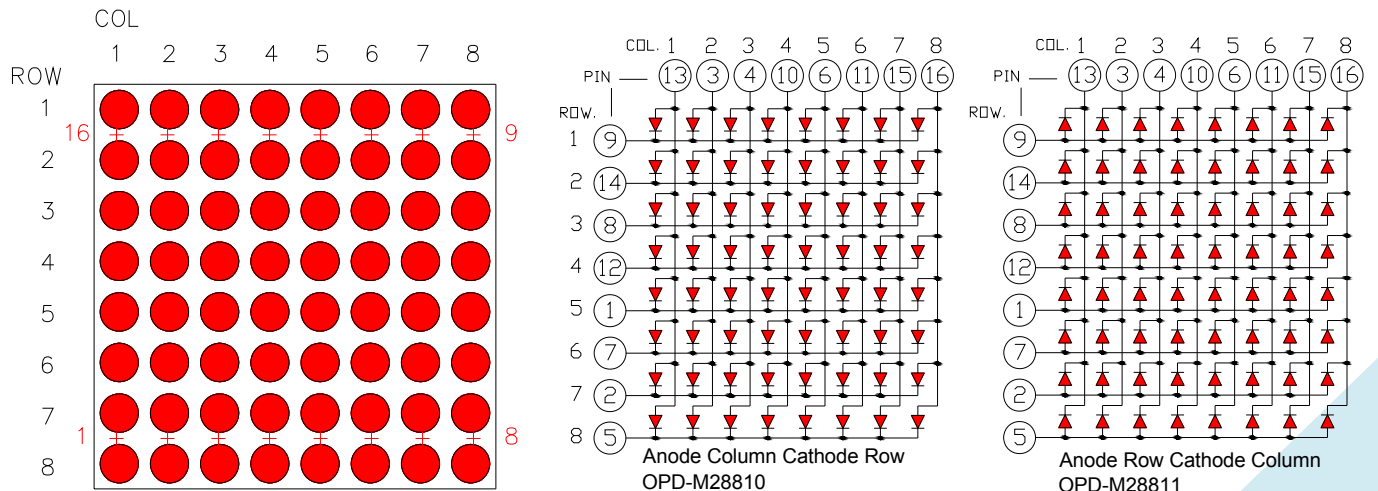 COL
1 2 3 4 5 6 7 8
ROW
1
16 9
2
3
4
5
6
7
1 8
8
COL. 1 2 3 4 5 6 7 8
PIN 13 3 4 10 6 11 15 16
ROW.
1 9
2 14
3 8
4 12
5 1
6 7
7 2
8 5
Anode Column Cathode Row
OPD-M28810
COL. 1 2 3 4 5 6 7 8
PIN 13 3 4 10 6 11 15 16
ROW.
9
14
8
12
1
7
2
5
Anode Row Cathode Column
OPD-M28811